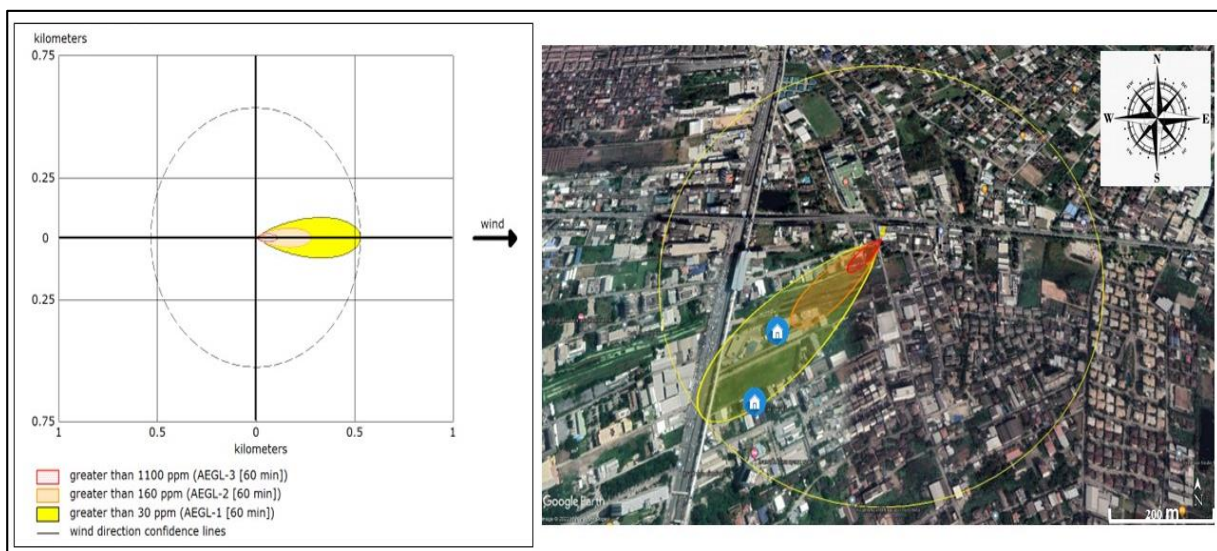 kilometers
0.75
0.25
0
0.25
0.75
1
0.5
0
0.5
1
kilometers
wind
greater than 1100 ppm (AEGL-3 [60 min])
greater than 160 ppm (AEGL-2 [60 min])
greater than 30 ppm (AEGL-1 [60 min])
wind direction confidence lines
N
W
E
S
Google Earth
N
200 m